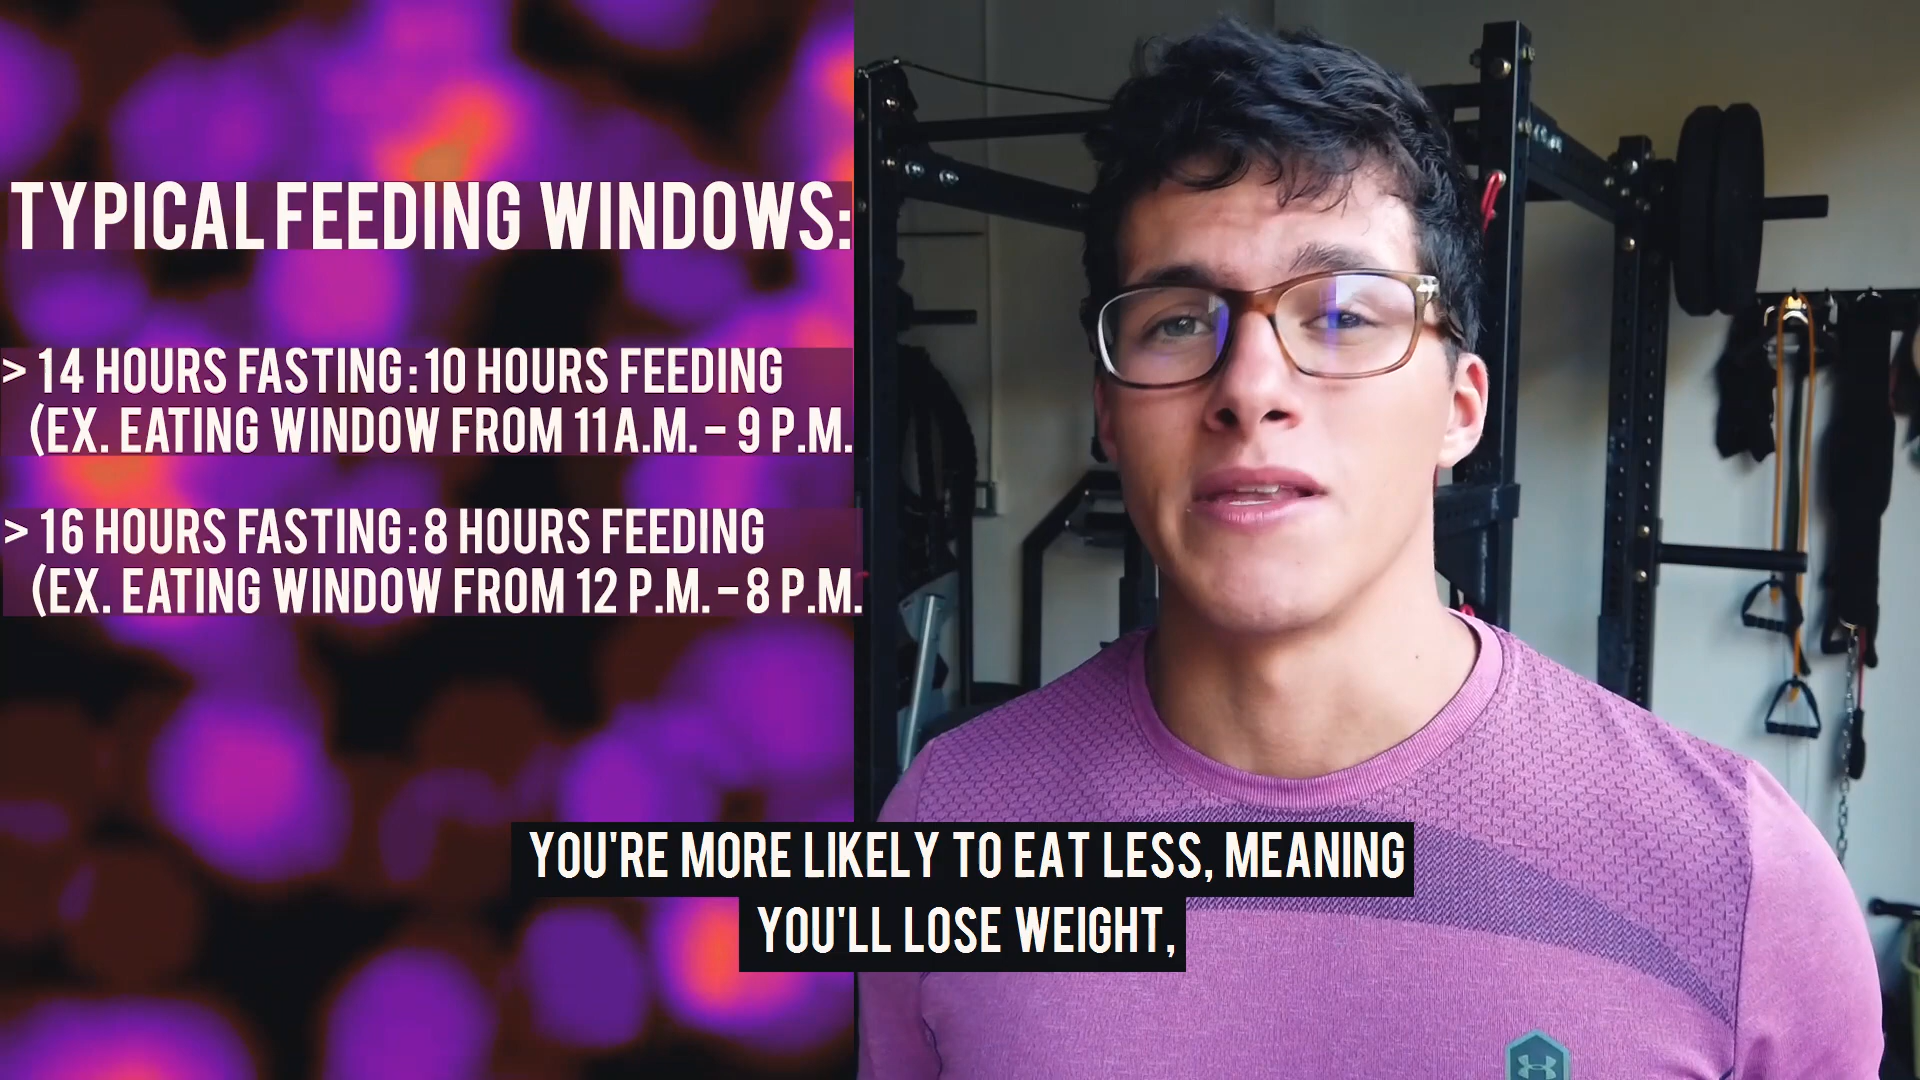 TYPICAL FEEDING WINDOWS:
> 14 HOURS FASTING: 10 HOURS FEEDING
(EX. EATING WINDOW FROM 11 A.M. - 9 P.M.
> 16 HOURS FASTING: 8 HOURS FEEDING
(EX. EATING WINDOW FROM 12 P.M. - 8 P.M.
YOU'RE MORE LIKELY TO EAT LESS, MEANING
YOU'LL LOSE WEIGHT,